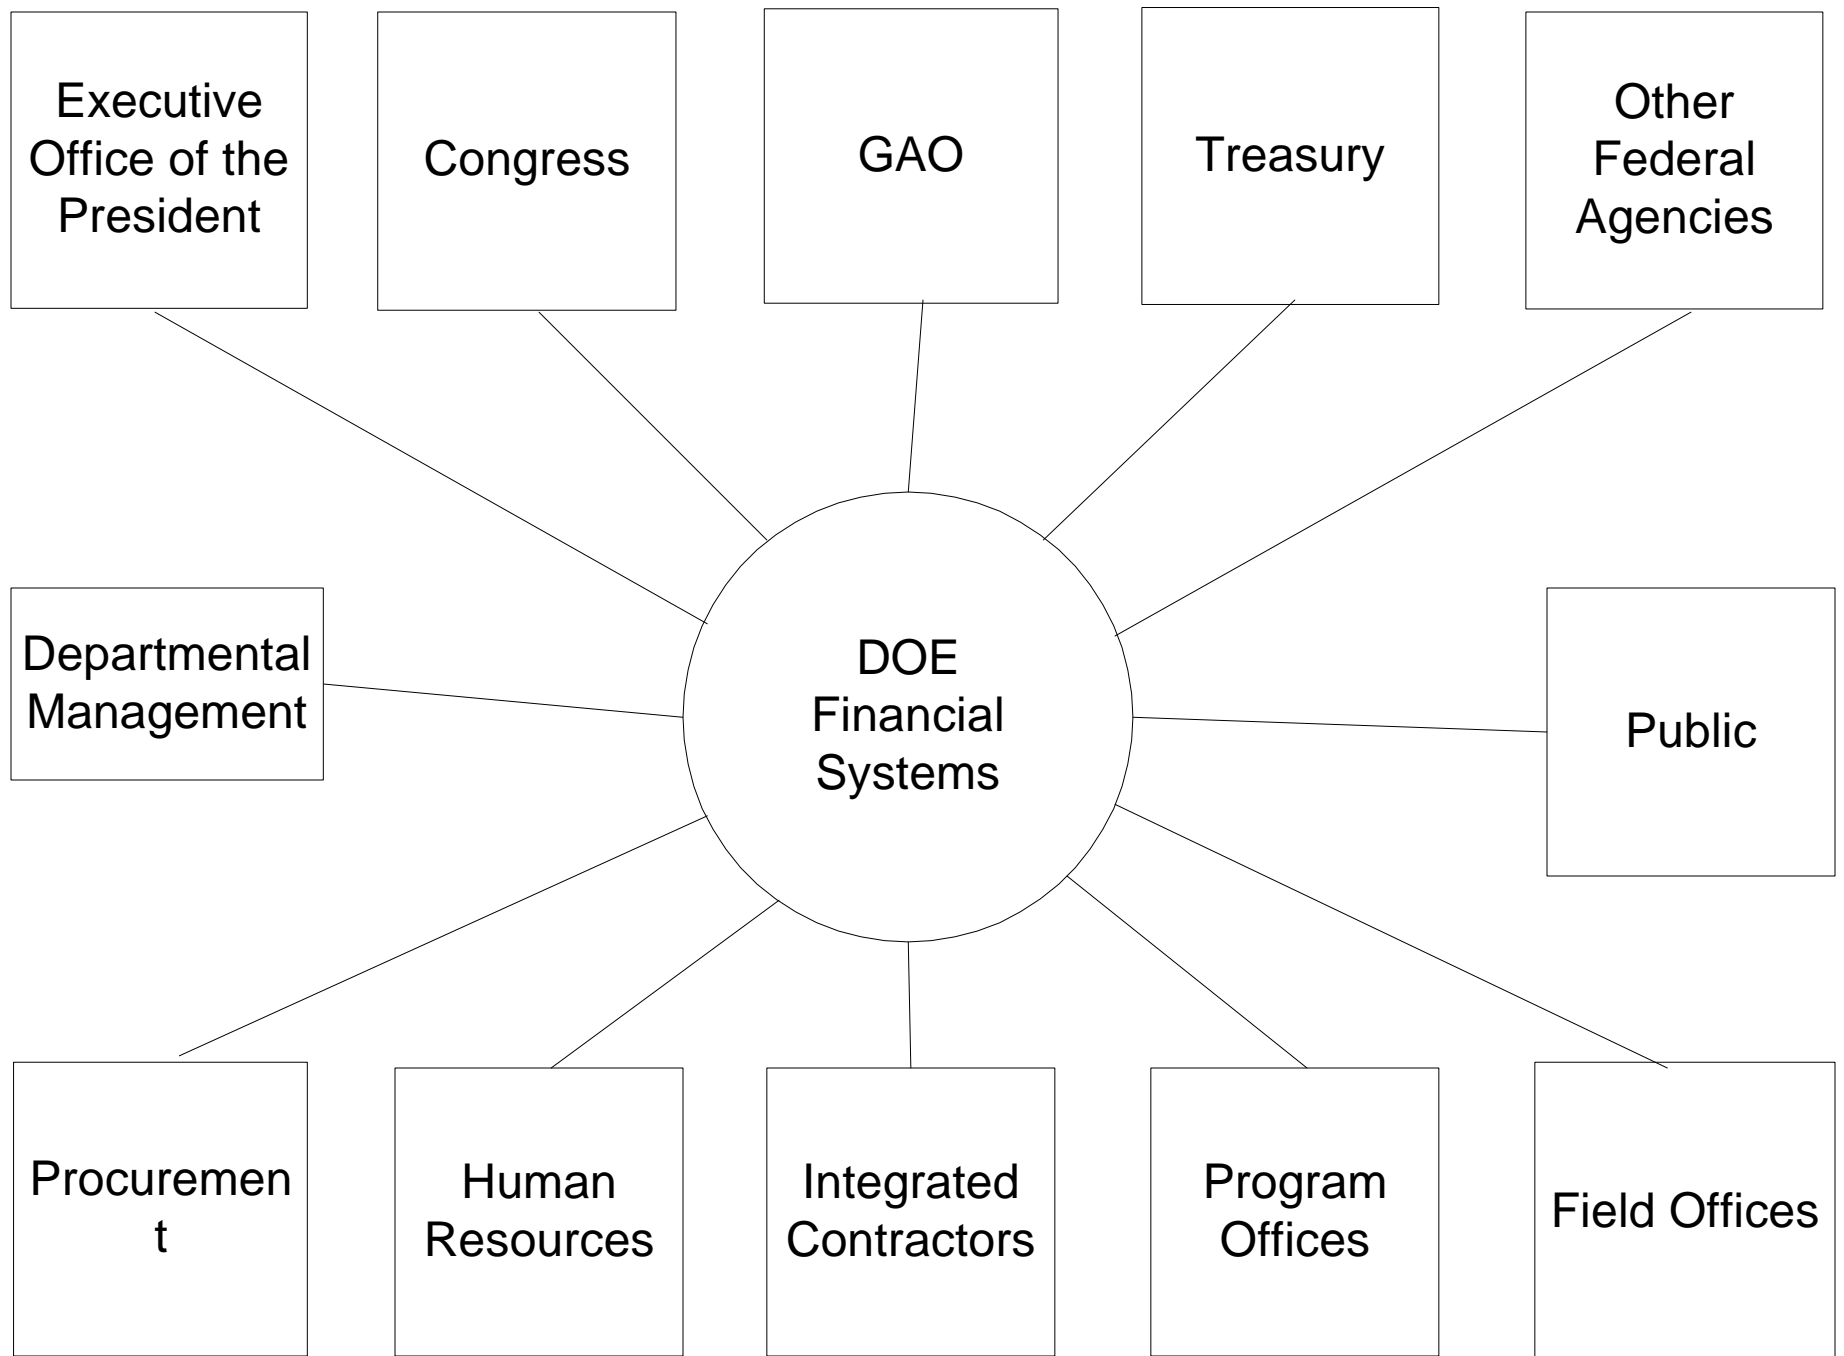 Executive
Office of the
President
Congress
GAO
Treasury
Other
Federal
Agencies
Departmental
Management
DOE
Financial
Systems
Public
Procuremen
t
Human
Resources
Integrated
Contractors
Program
Offices
Field Offices